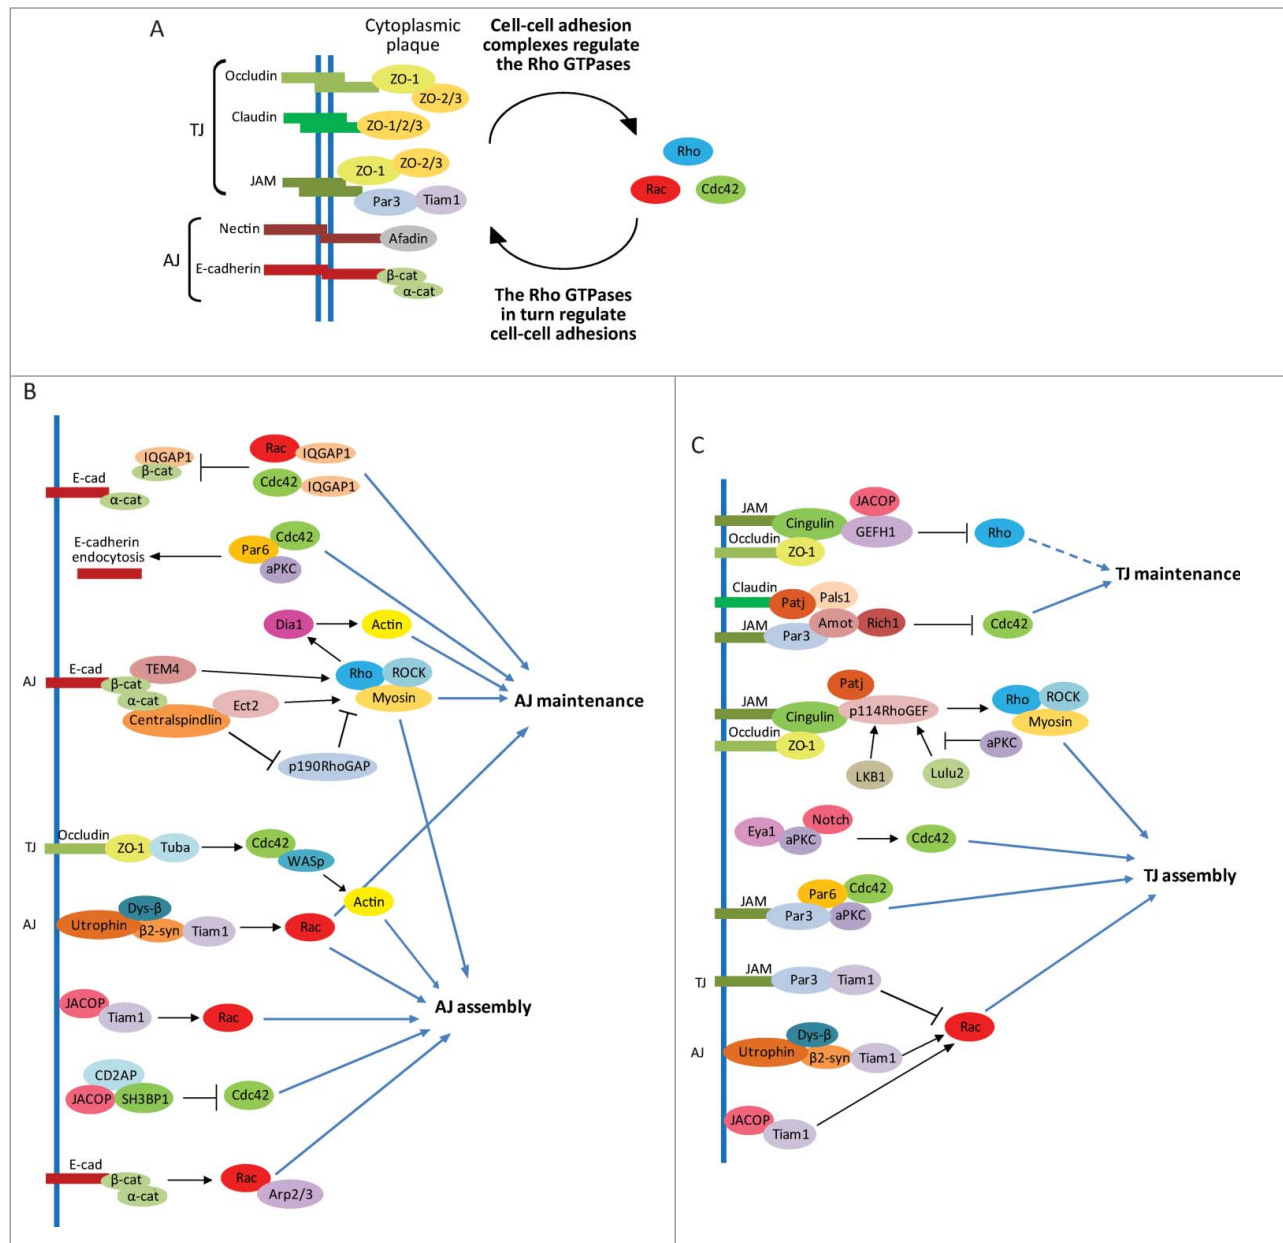 A
Cytoplasmic
plaque
Cell-cell adhesion
complexes regulate
the Rho GTPases
TJ
Occludin
ZO-1
ZO-2/3
Claudin
ZO-1/2/3
JAM
ZO-1
ZO-2/3
Par3
Tiam1
Rho
Rac
Cdc42
AJ
Nectin
Afadin
E-cadherin
β-cat
α-cat
The Rho GTPases
in turn regulate
cell-cell adhesions
B
IQGAP1
β-cat
Rac
IQGAP1
Cdc42
IQGAP1
E-cad
α-cat
E-cadherin
endocytosis
Par6
Cdc42
aPKC
Dia1
Actin
AJ
E-cad
TEM4
β-cat
α-cat
Ect2
Centralspindlin
Rho
ROCK
Myosin
p190RhoGAP
AJ maintenance
TJ
Occludin
ZO-1
Tuba
Cdc42
WASp
Actin
AJ
Utrophin
Dys-β
β2-syn
Tiam1
Rac
AJ assembly
JACOP
Tiam1
Rac
CD2AP
JACOP
SH3BP1
Cdc42
E-cad
β-cat
α-cat
Rac
Arp2/3
C
JAM
Occludin
Cingulin
ZO-1
JACOP
GEFH1
Rho
TJ maintenance
Claudin
Patj
Pals1
JAM
Par3
Amot
Rich1
Cdc42
Patj
JAM
Cingulin
p114RhoGEF
Occludin
ZO-1
Rho
ROCK
Myosin
aPKC
LKB1
Lulu2
Eya1
aPKC
Notch
Cdc42
TJ assembly
JAM
Par3
Par6
Cdc42
aPKC
TJ
JAM
Par3
Tiam1
Rac
AJ
Utrophin
Dys-β
β2-syn
Tiam1
JACOP
Tiam1